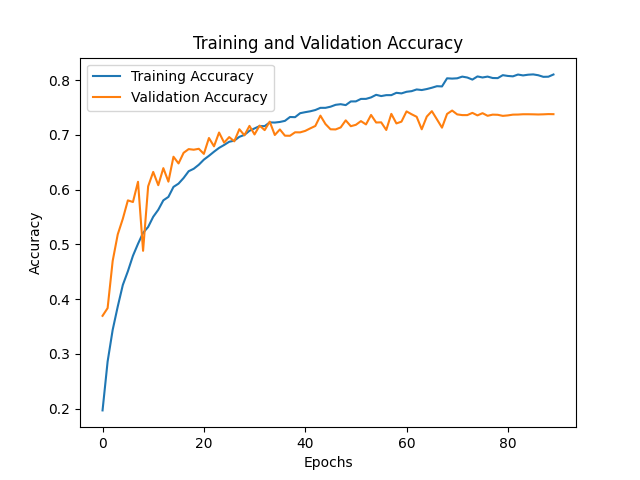 Training and Validation Accuracy
Training Accuracy
Validation Accuracy
0.8
0.7
0.6
0.5
0.4
0.3
0.2
Accuracy
0 20 40 60 80
Epochs